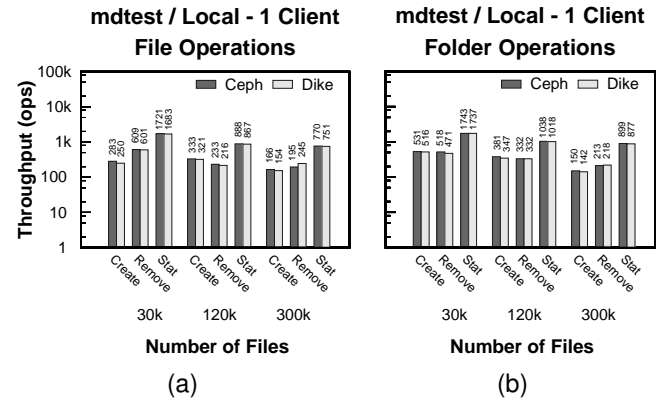 mdtest / Local - 1 Client
File Operations
Throughput (ops)
100k
10k
1k
100
10
1
Ceph Dike
283 250 609 601 1721 1683 333 321 233 216 888 867 166 154 195 245 770 751
Create Remove Stat Create Remove Stat Create Remove Stat
30k 120k 300k
Number of Files
(a)
mdtest / Local - 1 Client
Folder Operations
Ceph Dike
531 516 518 471 1743 1737 381 347 332 332 1038 1018 150 142 213 218 899 877
Create Remove Stat Create Remove Stat Create Remove Stat
30k 120k 300k
Number of Files
(b)